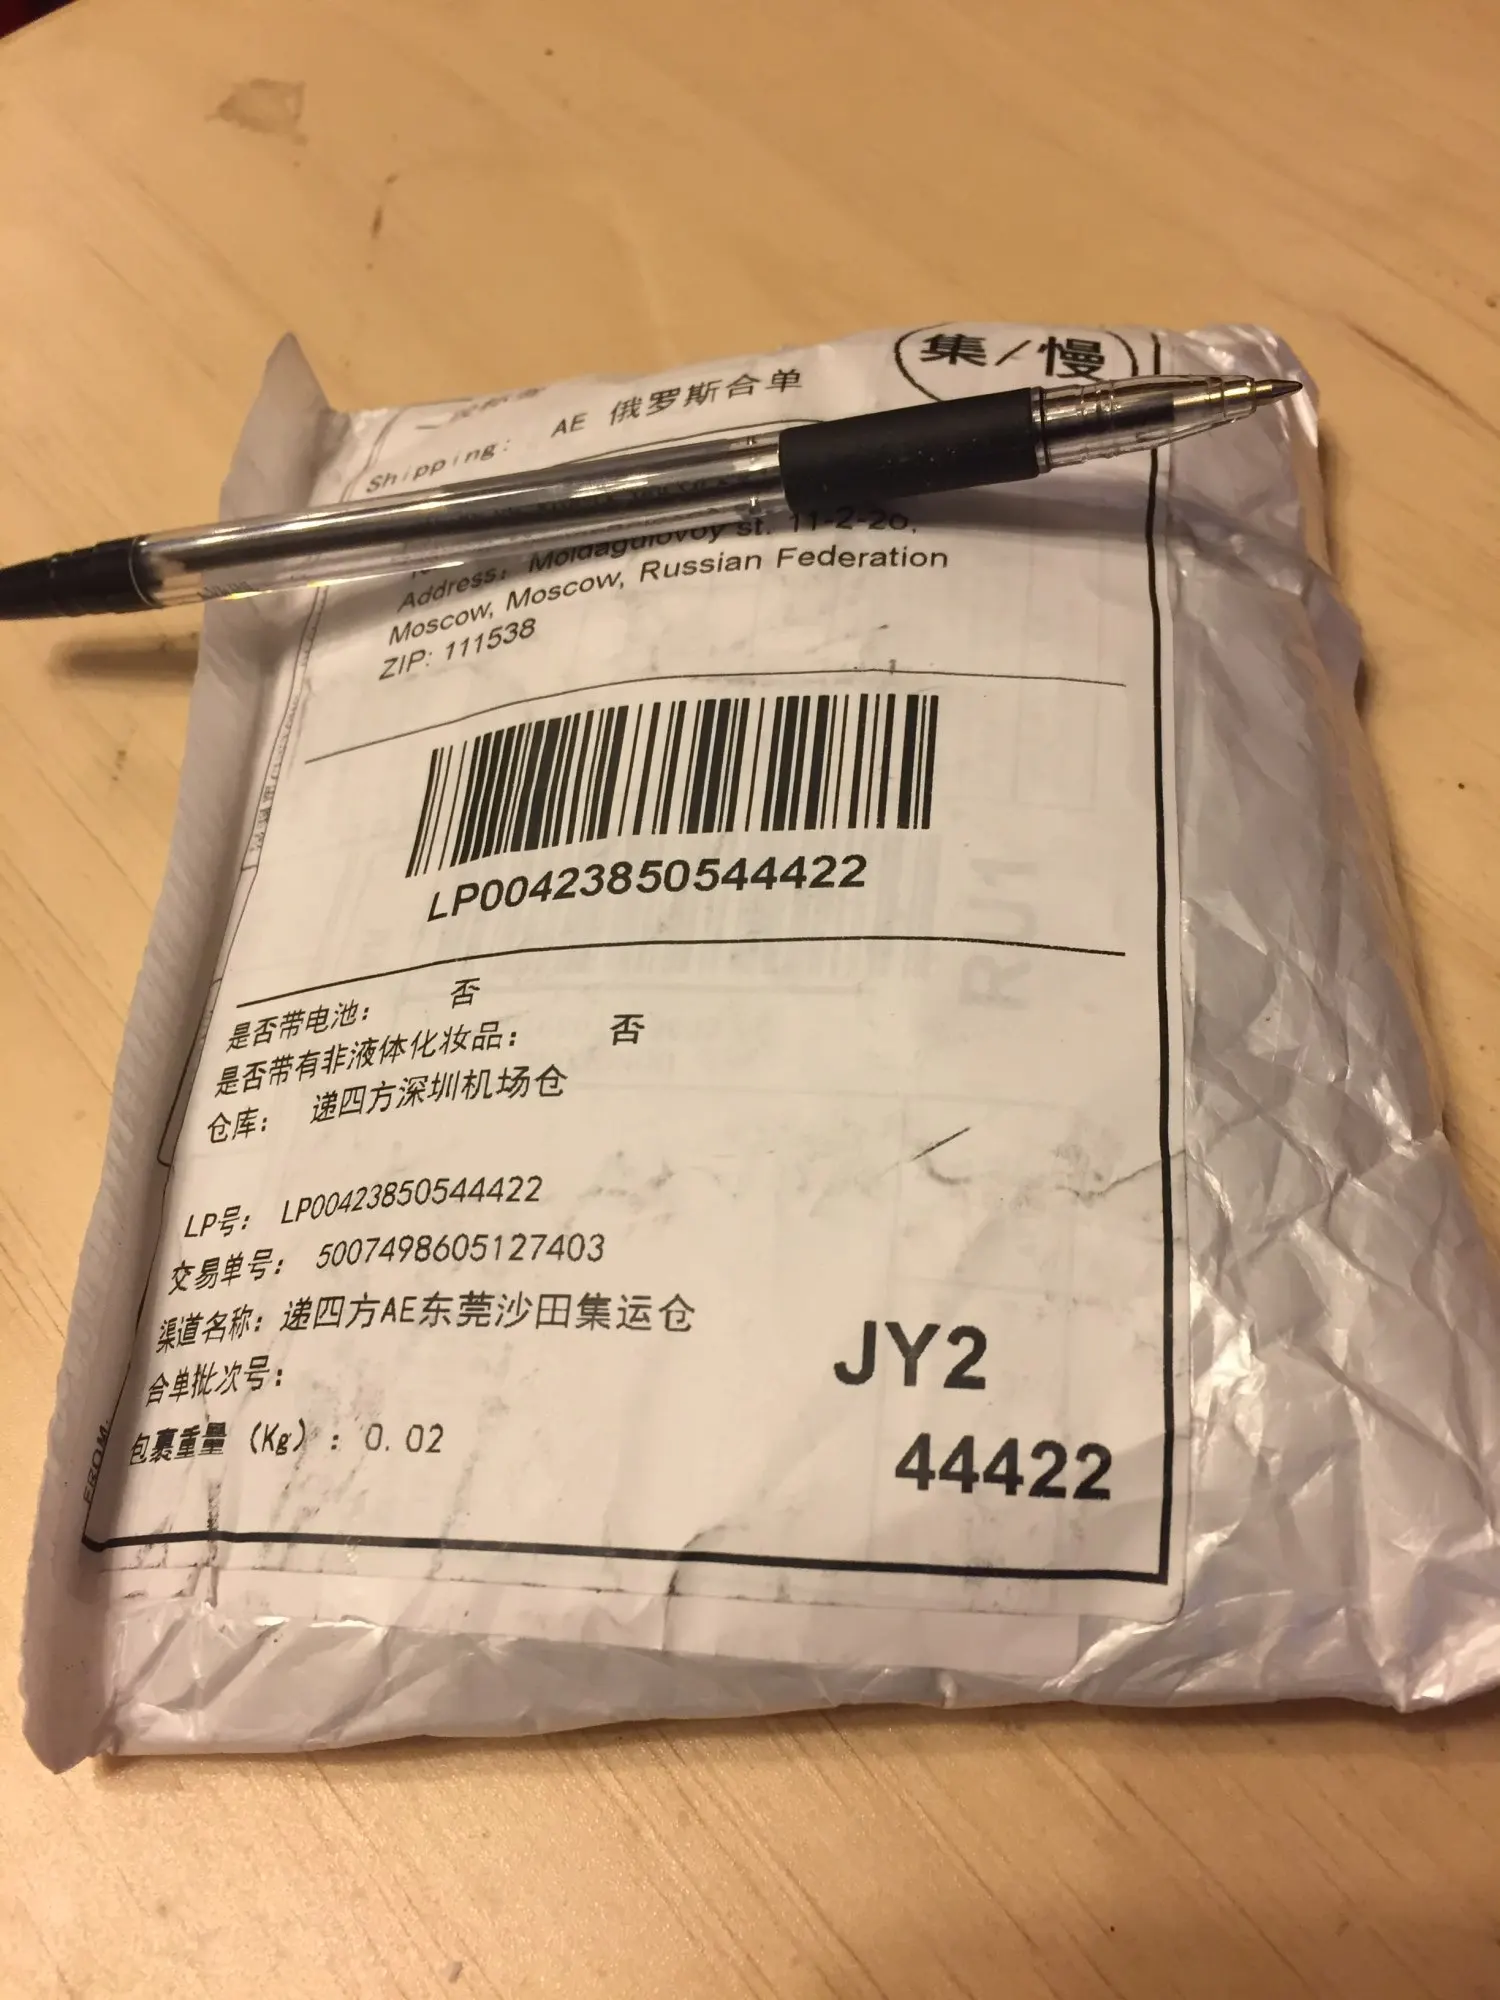 集/慢
Shipping: AE 俄罗斯合单
Address: Moldagulovoy st. 11-2-20,
Moscow, Moscow, Russian Federation
ZIP: 111538
LP00423850544422
RU1
是否带电池: 否
是否带有非液体化妆品: 否
仓库: 递四方深圳机场仓
LP号: LP00423850544422
交易单号: 5007498605127403
渠道名称: 递四方AE东莞沙田集运仓
合单批次号:
JY2
包裹重量 (Kg) : 0.02
44422
FROM: